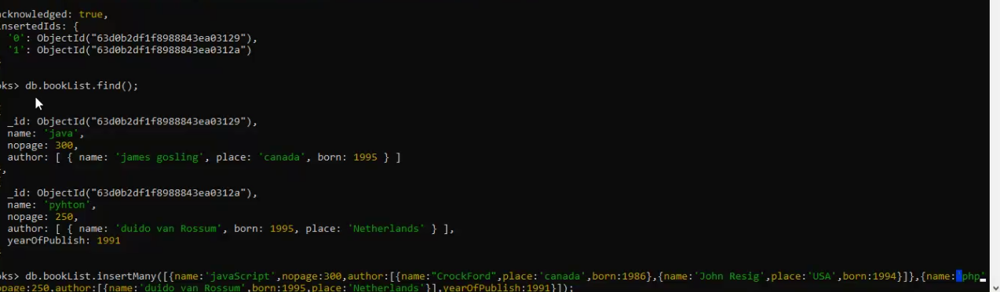 acknowledged: true,
insertedIds: {
'0': ObjectId("63d0b2df1f8988843ea03129"),
'1': ObjectId("63d0b2df1f8988843ea0312a")
oks> db.bookList.find();
_id: ObjectId("63d0b2df1f8988843ea03129"),
name: 'java',
nopage: 300,
author: [ { name: 'james gosling', place: 'canada', born: 1995 } ]
},
_id: ObjectId("63d0b2df1f8988843ea0312a"),
name: 'pyhton',
nopage: 250,
author: [ { name: 'duido van Rossum', born: 1995, place: 'Netherlands' } ],
yearOfPublish: 1991
oks> db.bookList.insertMany([{name:'javaScript',nopage:300,author:[{name:"CrockFord",place:'canada',born:1986},{name:'John Resig',place:'USA',born:1994}]},{name:'php'
opage:250,author:[{name:'duido van Rossum',born:1995,place:'Netherlands'}],yearOfPublish:1991}]);